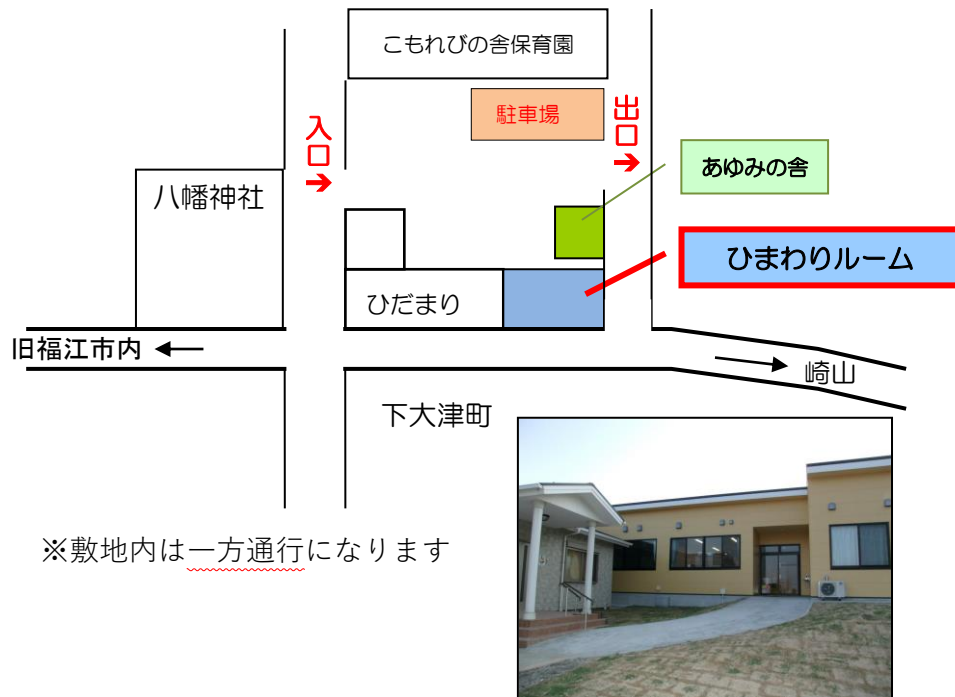 こもれびの舎保育園
駐車場
入口
出口
あゆみの舎
八幡神社
ひまわりルーム
ひだまり
旧福江市内
崎山
下大津町
※敷地内は一方通行になります